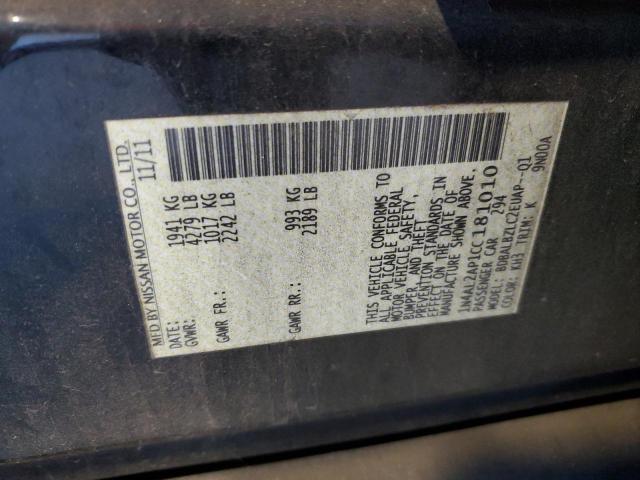 MFD BY NISSAN MOTOR CO., LTD.
DATE: 11/11
GVWR: 1941 KG
4279 LB
GAWR FR.: 1017 KG
2242 LB
GAWR RR.: 993 KG
2189 LB
THIS VEHICLE CONFORMS TO
ALL APPLICABLE FEDERAL
MOTOR VEHICLE SAFETY,
BUMPER, AND THEFT
PREVENTION STANDARDS IN
EFFECT ON THE DATE OF
MANUFACTURE SHOWN ABOVE.
1N4AL2AP1CC181010
PASSENGER CAR 294
MODEL: BDBALBZLC2EUAP--01
COLOR: KH3 TRIM: K 9N00A